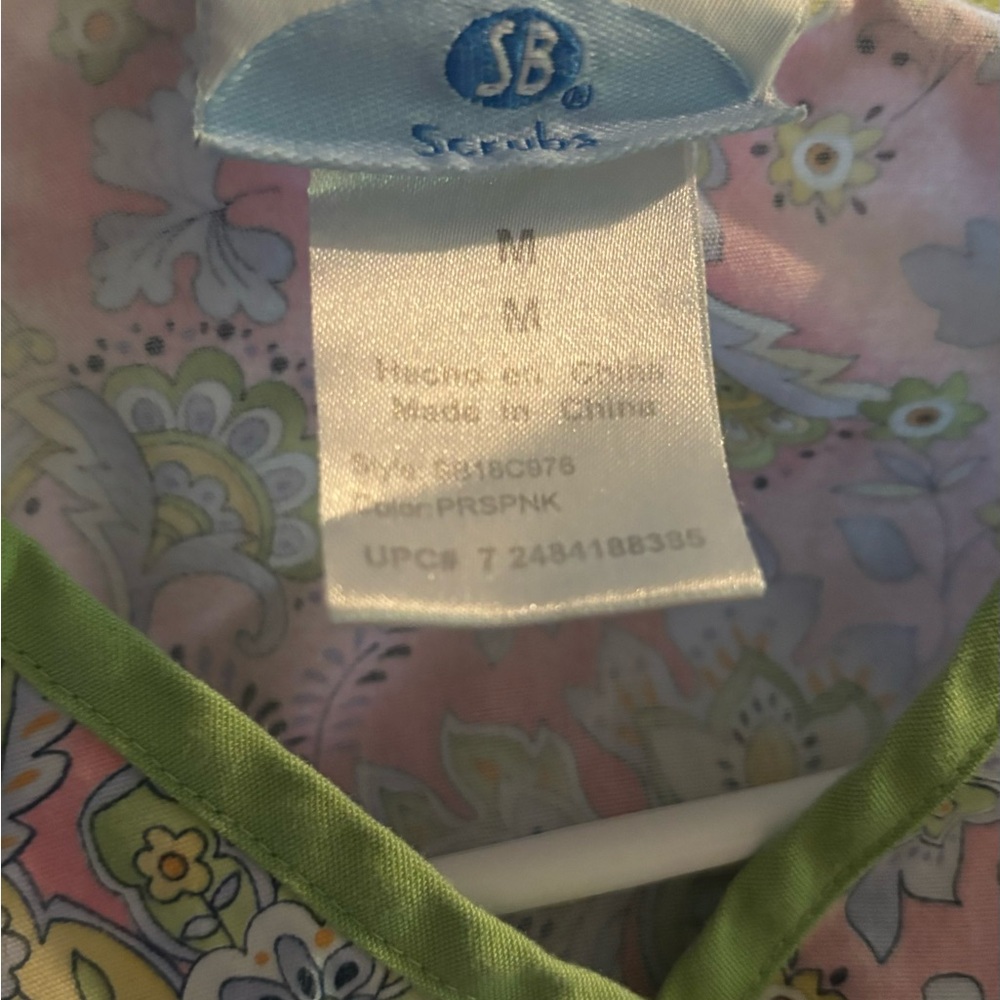 SB®
Scrubs
M
M
Hecho en China
Made in China
Style: SB18C976
Color: PRSPNK
UPC# 7 2484188385